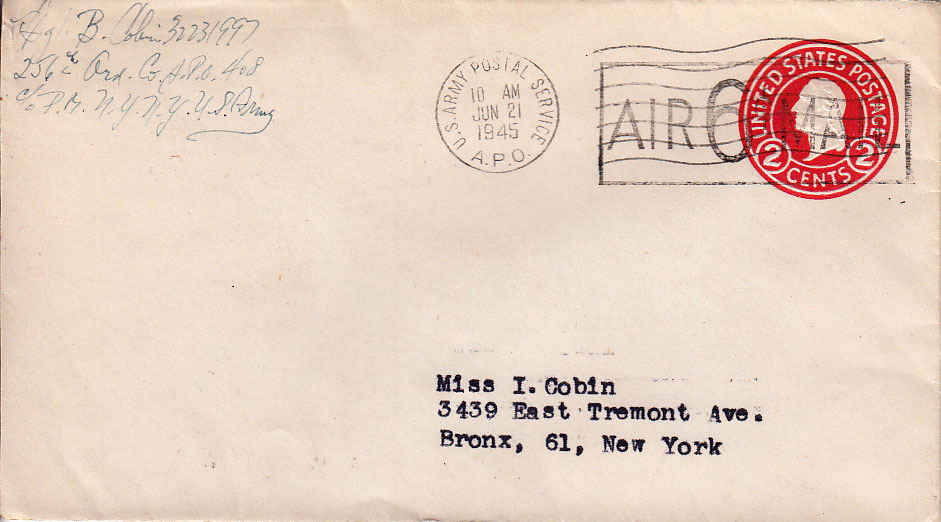 Sgt. B. Cobin 32231997
256th Ord. Co. A.P.O. 408
c/o P.M. N.Y. N.Y. U.S. Army
U.S. ARMY POSTAL SERVICE
10 AM
JUN 21
1945
A.P.O.
AIR 6 MAIL
UNITED STATES POSTAGE
2 CENTS 2
Miss I. Cobin
3439 East Tremont Ave.
Bronx, 61, New York